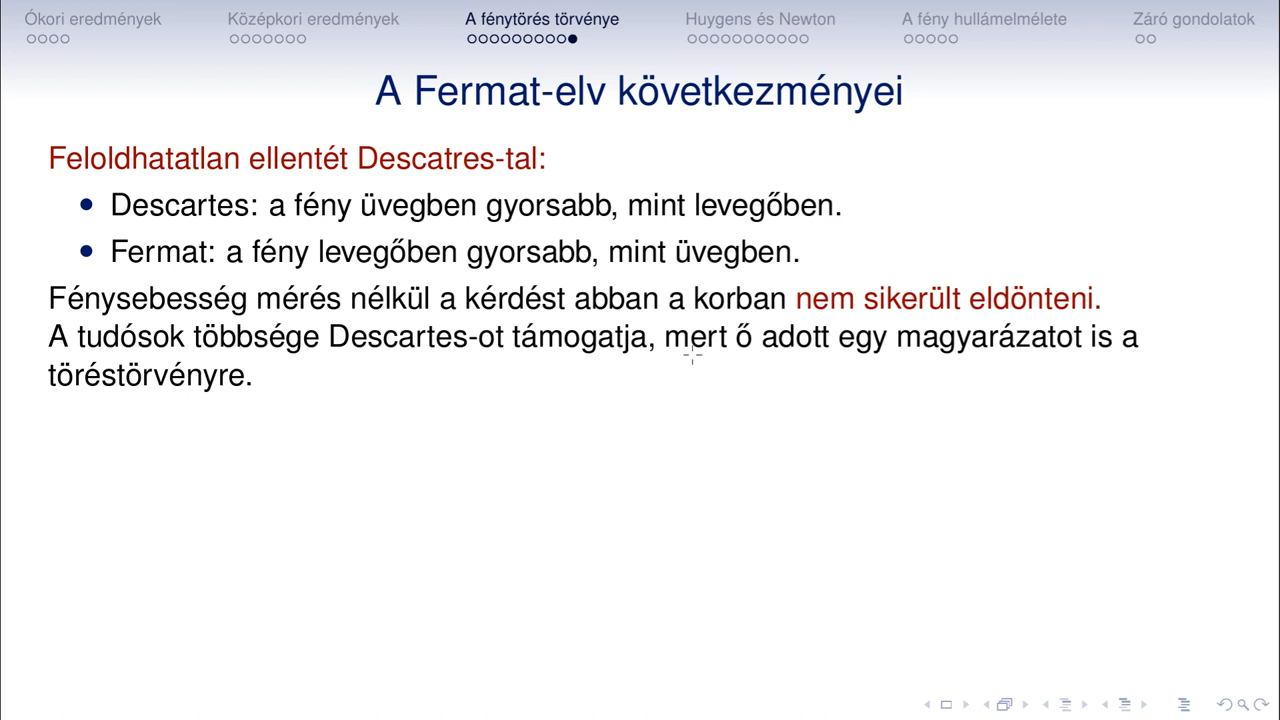 Ókori eredmények
Középkori eredmények
A fénytörés törvénye
Huygens és Newton
A fény hullámelmélete
Záró gondolatok
A Fermat-elv következményei
Feloldhatatlan ellentét Descatres-tal:
Descartes: a fény üvegben gyorsabb, mint levegőben.
Fermat: a fény levegőben gyorsabb, mint üvegben.
Fénysebesség mérés nélkül a kérdést abban a korban nem sikerült eldönteni.
A tudósok többsége Descartes-ot támogatja, mert ő adott egy magyarázatot is a
töréstörvényre.